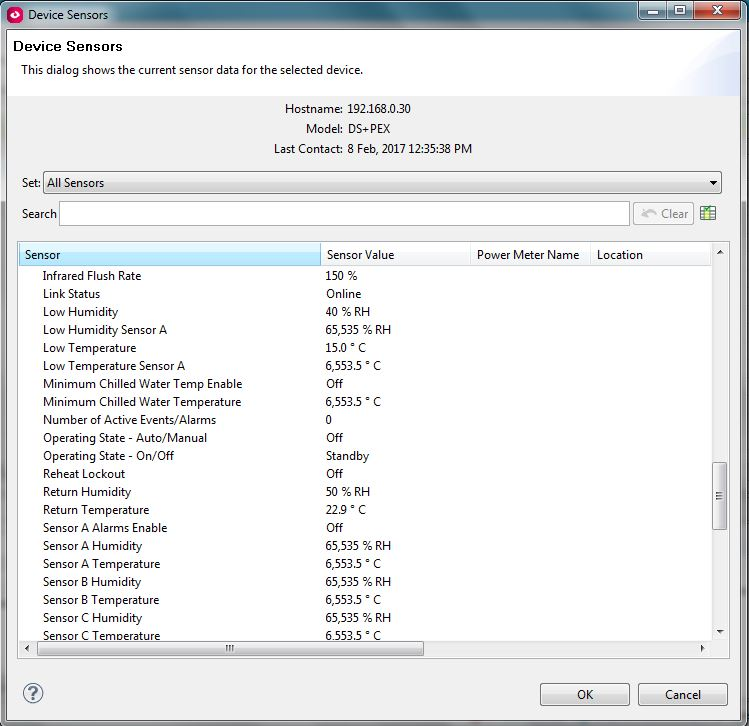 Device Sensors
Device Sensors
This dialog shows the current sensor data for the selected device.
Hostname: 192.168.0.30
Model: DS+PEX
Last Contact: 8 Feb, 2017 12:35:38 PM
Set: All Sensors
Search Clear
Sensor Sensor Value Power Meter Name Location
Infrared Flush Rate 150 %
Link Status Online
Low Humidity 40 % RH
Low Humidity Sensor A 65,535 % RH
Low Temperature 15.0 ° C
Low Temperature Sensor A 6,553.5 ° C
Minimum Chilled Water Temp Enable Off
Minimum Chilled Water Temperature 6,553.5 ° C
Number of Active Events/Alarms 0
Operating State - Auto/Manual Off
Operating State - On/Off Standby
Reheat Lockout Off
Return Humidity 50 % RH
Return Temperature 22.9 ° C
Sensor A Alarms Enable Off
Sensor A Humidity 65,535 % RH
Sensor A Temperature 6,553.5 ° C
Sensor B Humidity 65,535 % RH
Sensor B Temperature 6,553.5 ° C
Sensor C Humidity 65,535 % RH
Sensor C Temperature 6,553.5 ° C
? OK Cancel